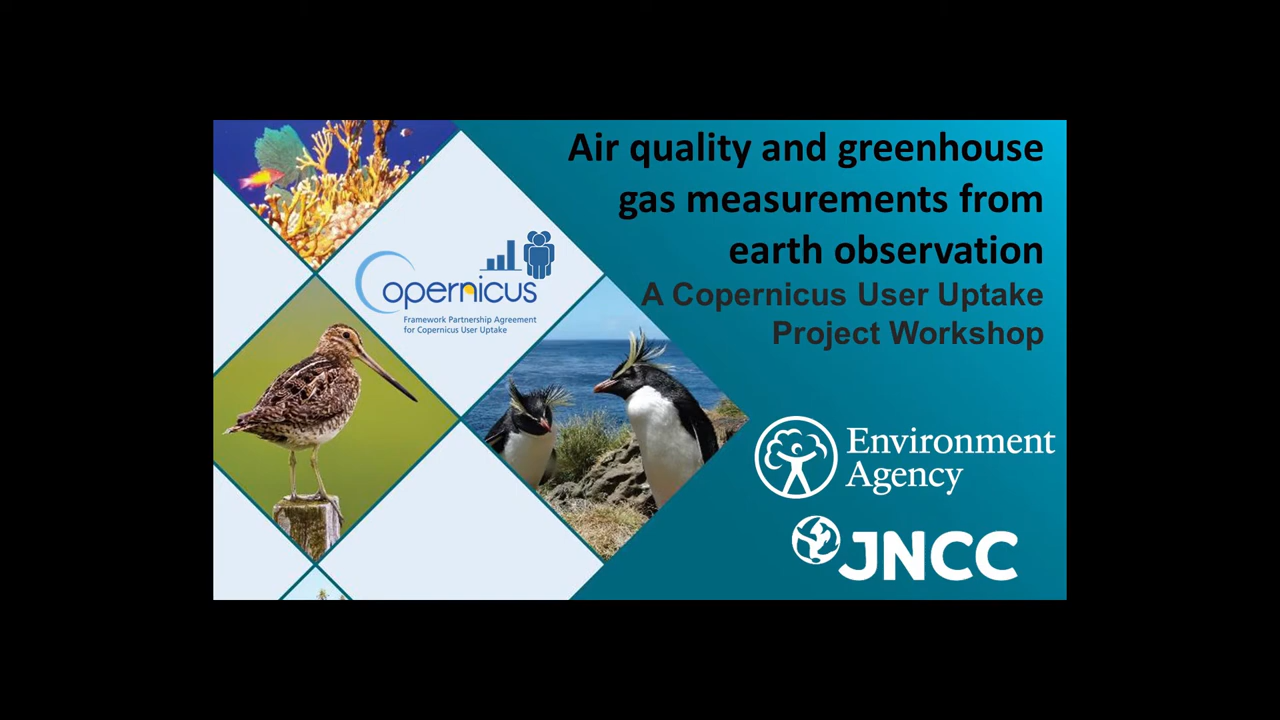 Air quality and greenhouse
gas measurements from
earth observation
A Copernicus User Uptake
Project Workshop
Copernicus
Framework Partnership Agreement
for Copernicus User Uptake
Environment
Agency
JNCC